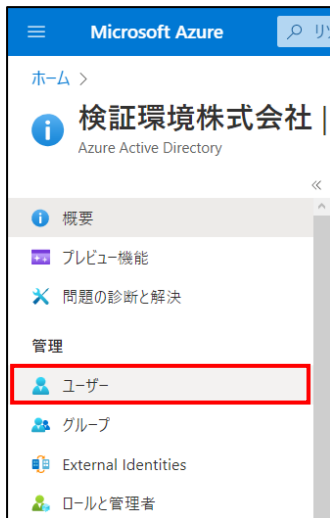 Microsoft Azure
リソ
ホーム >
検証環境株式会社 |
Azure Active Directory
«
概要
プレビュー機能
問題の診断と解決
管理
ユーザー
グループ
External Identities
ロールと管理者